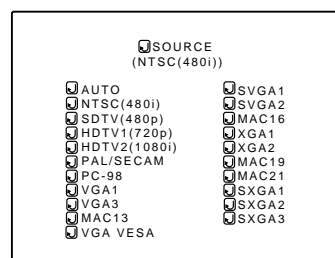 SOURCE
(NTSC(480i))
AUTO
NTSC(480i)
SDTV(480p)
HDTV1(720p)
HDTV2(1080i)
PAL/SECAM
PC-98
VGA1
VGA3
MAC13
VGA VESA
SVGA1
SVGA2
MAC16
XGA1
XGA2
MAC19
MAC21
SXGA1
SXGA2
SXGA3